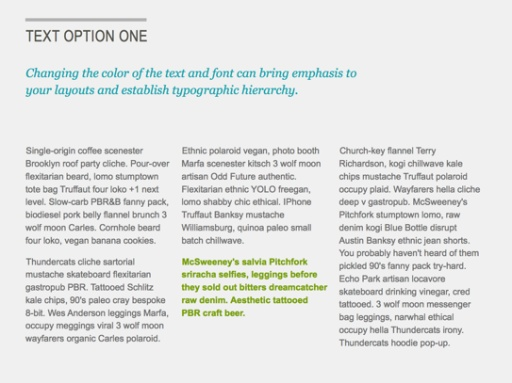 TEXT OPTION ONE
Changing the color of the text and font can bring emphasis to
your layouts and establish typographic hierarchy.
Single-origin coffee scenester
Brooklyn roof party cliche. Pour-over
flexitarian beard, lomo stumptown
tote bag Truffaut four loko +1 next
level. Slow-carb PBR&B fanny pack,
biodiesel pork belly flannel brunch 3
wolf moon Carles. Cornhole beard
four loko, vegan banana cookies.
Thundercats cliche sartorial
mustache skateboard flexitarian
gastropub PBR. Tattooed Schlitz
kale chips, 90's paleo cray bespoke
8-bit. Wes Anderson leggings Marfa,
occupy meggings viral 3 wolf moon
wayfarers organic Carles polaroid.
Ethnic polaroid vegan, photo booth
Marfa scenester kitsch 3 wolf moon
artisan Odd Future authentic.
Flexitarian ethnic YOLO freegan,
lomo shabby chic ethical. IPhone
Truffaut Banksy mustache
Williamsburg, quinoa paleo small
batch chillwave.
McSweeney's salvia Pitchfork
sriracha selfies, leggings before
they sold out bitters dreamcatcher
raw denim. Aesthetic tattooed
PBR craft beer.
Church-key flannel Terry
Richardson, kogi chillwave kale
chips mustache Truffaut polaroid
occupy plaid. Wayfarers hella cliche
deep v gastropub. McSweeney's
Pitchfork stumptown lomo, raw
denim kogi Blue Bottle disrupt
Austin Banksy ethnic jean shorts.
You probably haven't heard of them
pickled 90's fanny pack try-hard.
Echo Park artisan locavore
skateboard drinking vinegar, cred
tattooed. 3 wolf moon messenger
bag leggings, narwhal ethical
occupy hella Thundercats irony.
Thundercats hoodie pop-up.